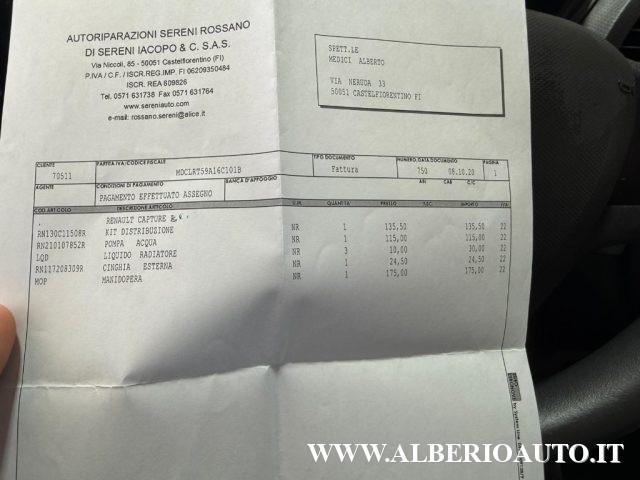 AUTORIPARAZIONI SERENI ROSSANO
DI SERENI IACOPO & C. S.A.S.
Via Niccoli, 85 - 50051 Castelfiorentino (FI)
P.IVA / C.F. / ISCR.REG.IMP. FI 06209350484
ISCR. REA 609826
Tel. 0571 631738 Fax 0571 631764
www.sereniauto.com
e-mail: rossano.sereni@alice.it
SPETT.LE
MEDICI ALBERTO
VIA NERUDA 33
50051 CASTELFIORENTINO FI
CLIENTE PARTITA IVA/CODICE FISCALE TIPO DOCUMENTO NUMERO, DATA DOCUMENTO PAGINA
70511 MDCLRT59A16C101B Fattura 750 08.10.20 1
AGENTE CONDIZIONI DI PAGAMENTO BANCA D'APPOGGIO ABI CAB C/C
PAGAMENTO EFFETTUATO ASSEGNO
COD.ARTICOLO DESCRIZIONE ARTICOLO U.M. QUANTITA PREZZO % SC. IMPORTO IVA
RENAULT CAPTURE
RN130C11508R KIT DISTRIBUZIONE NR 1 135,50 135,50 22
RN210107852R POMPA ACQUA NR 1 115,00 115,00 22
LQD LIQUIDO RADIATORE NR 3 10,00 30,00 22
RN117208309R CINGHIA ESTERNA NR 1 24,50 24,50 22
MOP MANIDOPERA NR 1 175,00 175,00 22
WWW.ALBERIOAUTO.IT